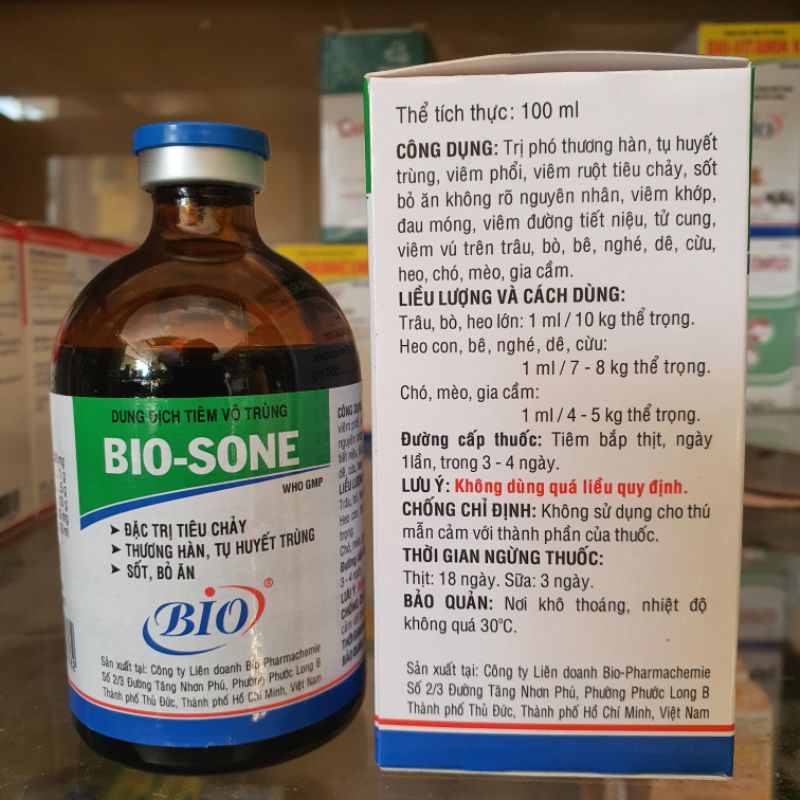 DUNG DỊCH TIÊM VÔ TRÙNG
BIO-SONE
WHO GMP
ĐẶC TRỊ TIÊU CHẢY
THƯƠNG HÀN, TỤ HUYẾT TRÙNG
SỐT, BỎ ĂN
BIO®
Sản xuất tại: Công ty Liên doanh Bio-Pharmachemie
Số 2/3 Đường Tăng Nhơn Phú, Phường Phước Long B
Thành phố Thủ Đức, Thành phố Hồ Chí Minh, Việt Nam
Thể tích thực: 100 ml
CÔNG DỤNG: Trị phó thương hàn, tụ huyết
trùng, viêm phổi, viêm ruột tiêu chảy, sốt
bỏ ăn không rõ nguyên nhân, viêm khớp,
đau móng, viêm đường tiết niệu, tử cung,
viêm vú trên trâu, bò, bê, nghé, dê, cừu,
heo, chó, mèo, gia cầm.
LIỀU LƯỢNG VÀ CÁCH DÙNG:
Trâu, bò, heo lớn: 1 ml / 10 kg thể trọng.
Heo con, bê, nghé, dê, cừu:
1 ml / 7 - 8 kg thể trọng.
Chó, mèo, gia cầm:
1 ml / 4 - 5 kg thể trọng.
Đường cấp thuốc: Tiêm bắp thịt, ngày
1lần, trong 3 - 4 ngày.
LƯU Ý: Không dùng quá liều quy định.
CHỐNG CHỈ ĐỊNH: Không sử dụng cho thú
mẫn cảm với thành phần của thuốc.
THỜI GIAN NGỪNG THUỐC:
Thịt: 18 ngày. Sữa: 3 ngày.
BẢO QUẢN: Nơi khô thoáng, nhiệt độ
không quá 30°C.
Sản xuất tại: Công ty Liên doanh Bio-Pharmachemie
Số 2/3 Đường Tăng Nhơn Phú, Phường Phước Long B
Thành phố Thủ Đức, Thành phố Hồ Chí Minh, Việt Nam